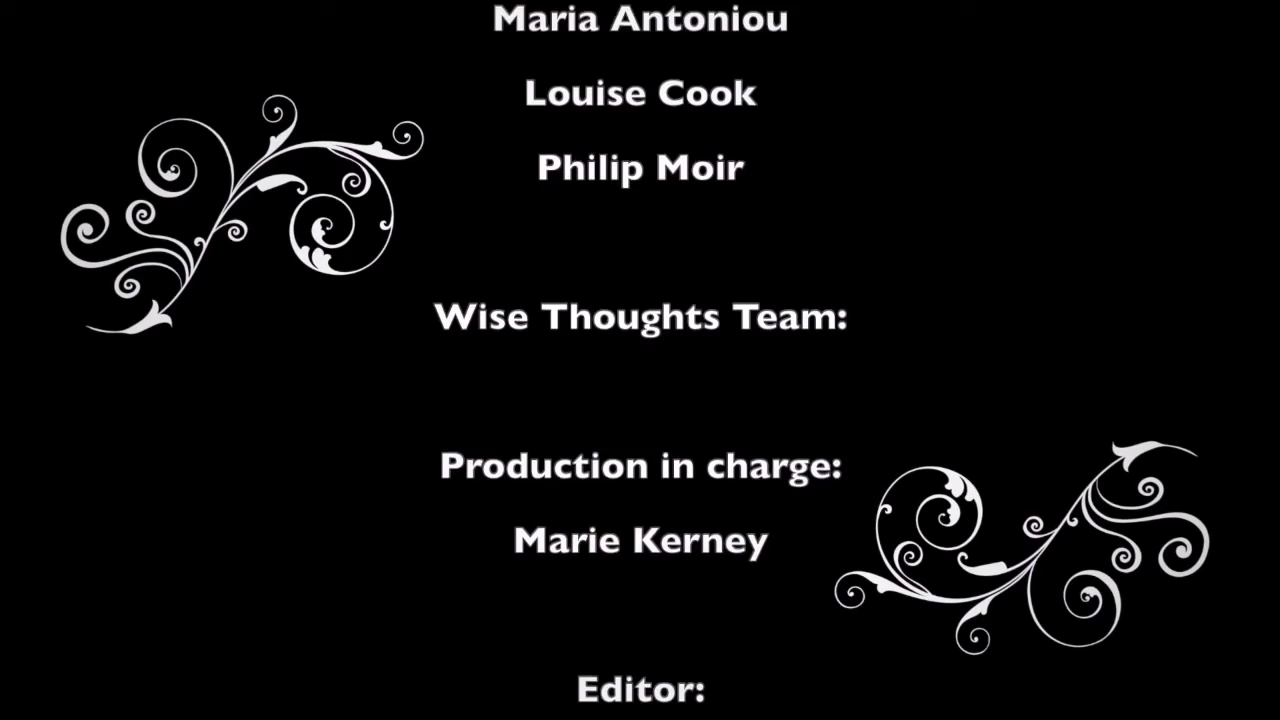 Maria Antoniou
Louise Cook
Philip Moir
Wise Thoughts Team:
Production in charge:
Marie Kerney
Editor: